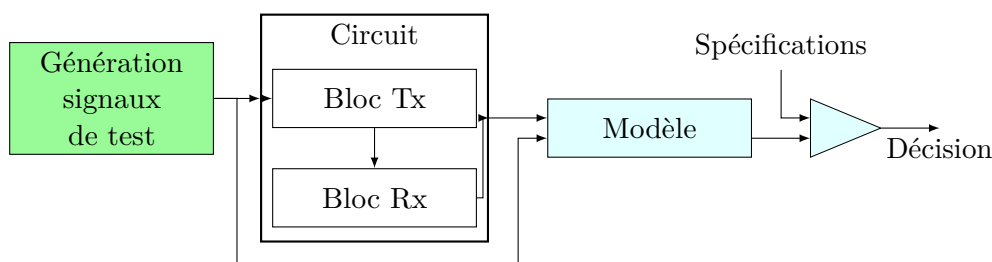 Génération
signaux
de test
Circuit
Bloc Tx
Bloc Rx
Modèle
Spécifications
Décision